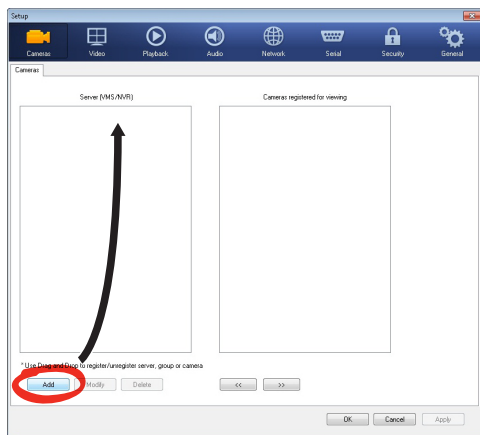 Setup
Cameras Video Playback Audio Network Serial Security General
Cameras
Server (VMS/NVR) Cameras registered for viewing
* Use Drag and Drop to register/unregister server, group or camera
Add Modify Delete << >>
OK Cancel Apply